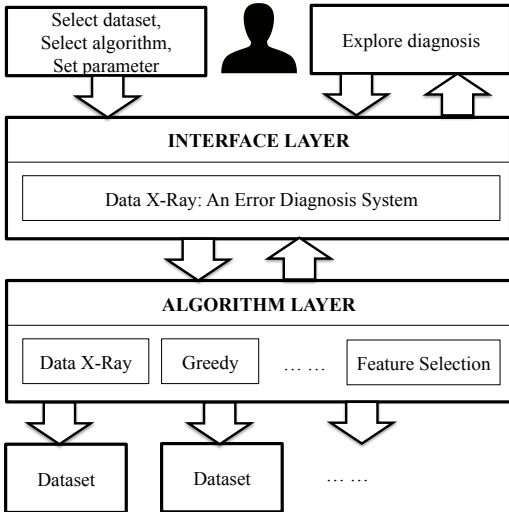 Select dataset,
Select algorithm,
Set parameter
Explore diagnosis
INTERFACE LAYER
Data X-Ray: An Error Diagnosis System
ALGORITHM LAYER
Data X-Ray
Greedy
... ...
Feature Selection
Dataset
Dataset
... ...